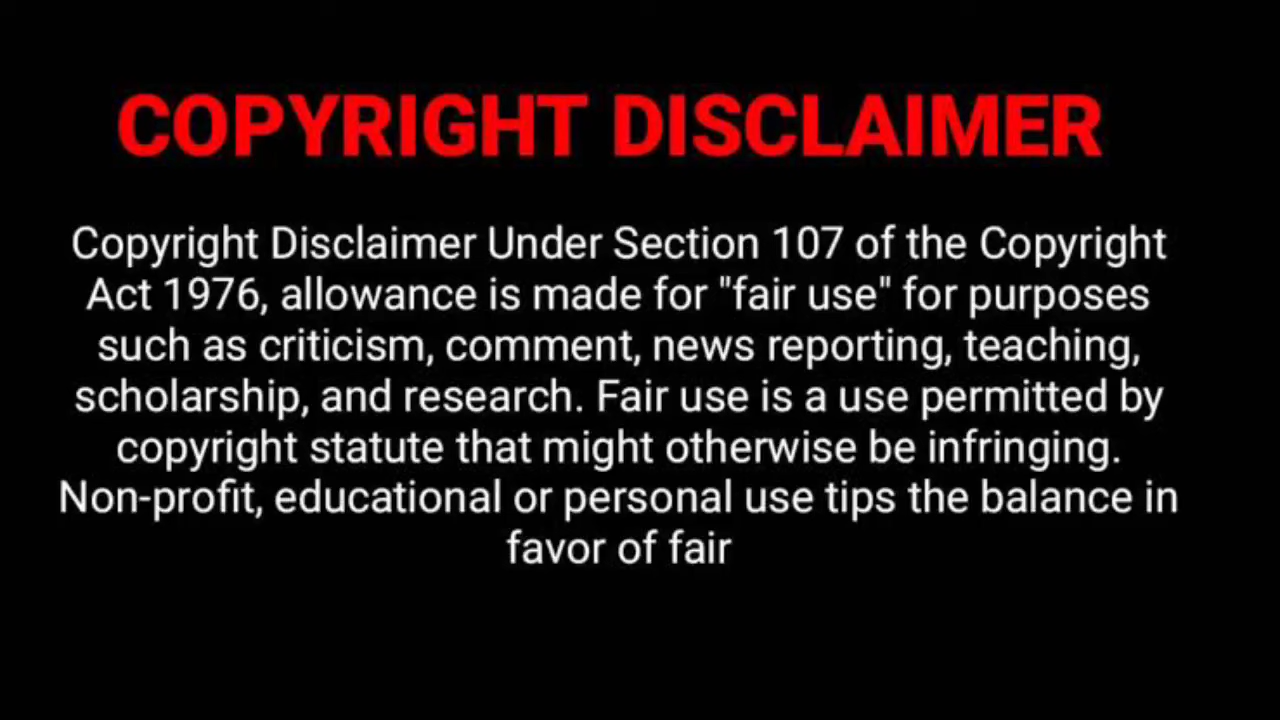 COPYRIGHT DISCLAIMER
Copyright Disclaimer Under Section 107 of the Copyright
Act 1976, allowance is made for "fair use" for purposes
such as criticism, comment, news reporting, teaching,
scholarship, and research. Fair use is a use permitted by
copyright statute that might otherwise be infringing.
Non-profit, educational or personal use tips the balance in
favor of fair